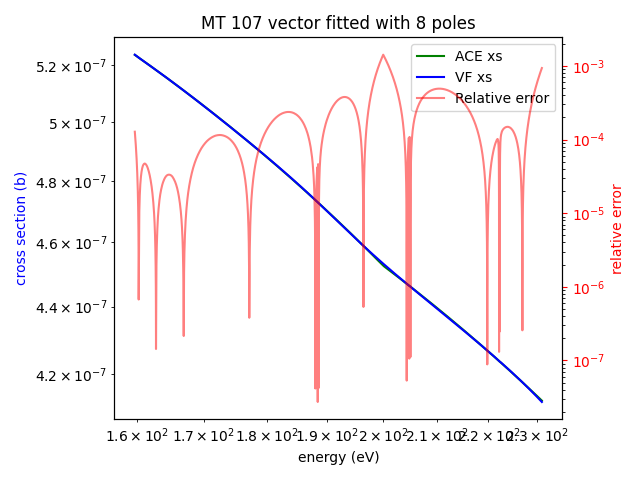 MT 107 vector fitted with 8 poles
ACE xs
VF xs
Relative error
cross section (b)
5.2 × 10⁻⁷
5 × 10⁻⁷
4.8 × 10⁻⁷
4.6 × 10⁻⁷
4.4 × 10⁻⁷
4.2 × 10⁻⁷
10⁻³
10⁻⁴
10⁻⁵
10⁻⁶
10⁻⁷
relative error
1.6 × 10² 1.7 × 10² 1.8 × 10² 1.9 × 10² 2 × 10² 2.1 × 10² 2.2 × 10² 2.3 × 10²
energy (eV)